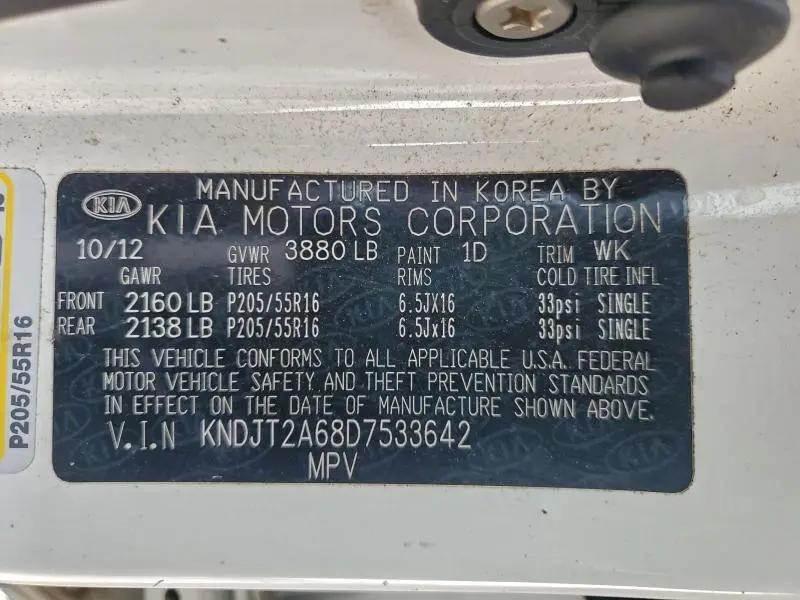 MANUFACTURED IN KOREA BY
KIA
KIA MOTORS CORPORATION
10/12 GVWR 3880 LB PAINT 1D TRIM WK
GAWR TIRES RIMS COLD TIRE INFL
FRONT 2160 LB P205/55R16 6.5JX16 33psi SINGLE
REAR 2138 LB P205/55R16 6.5Jx16 33psi SINGLE
THIS VEHICLE CONFORMS TO ALL APPLICABLE U.S.A. FEDERAL
MOTOR VEHICLE SAFETY AND THEFT PREVENTION STANDARDS
IN EFFECT ON THE DATE OF MANUFACTURE SHOWN ABOVE.
V.I.N KNDJT2A68D7533642
MPV
P205/55R16